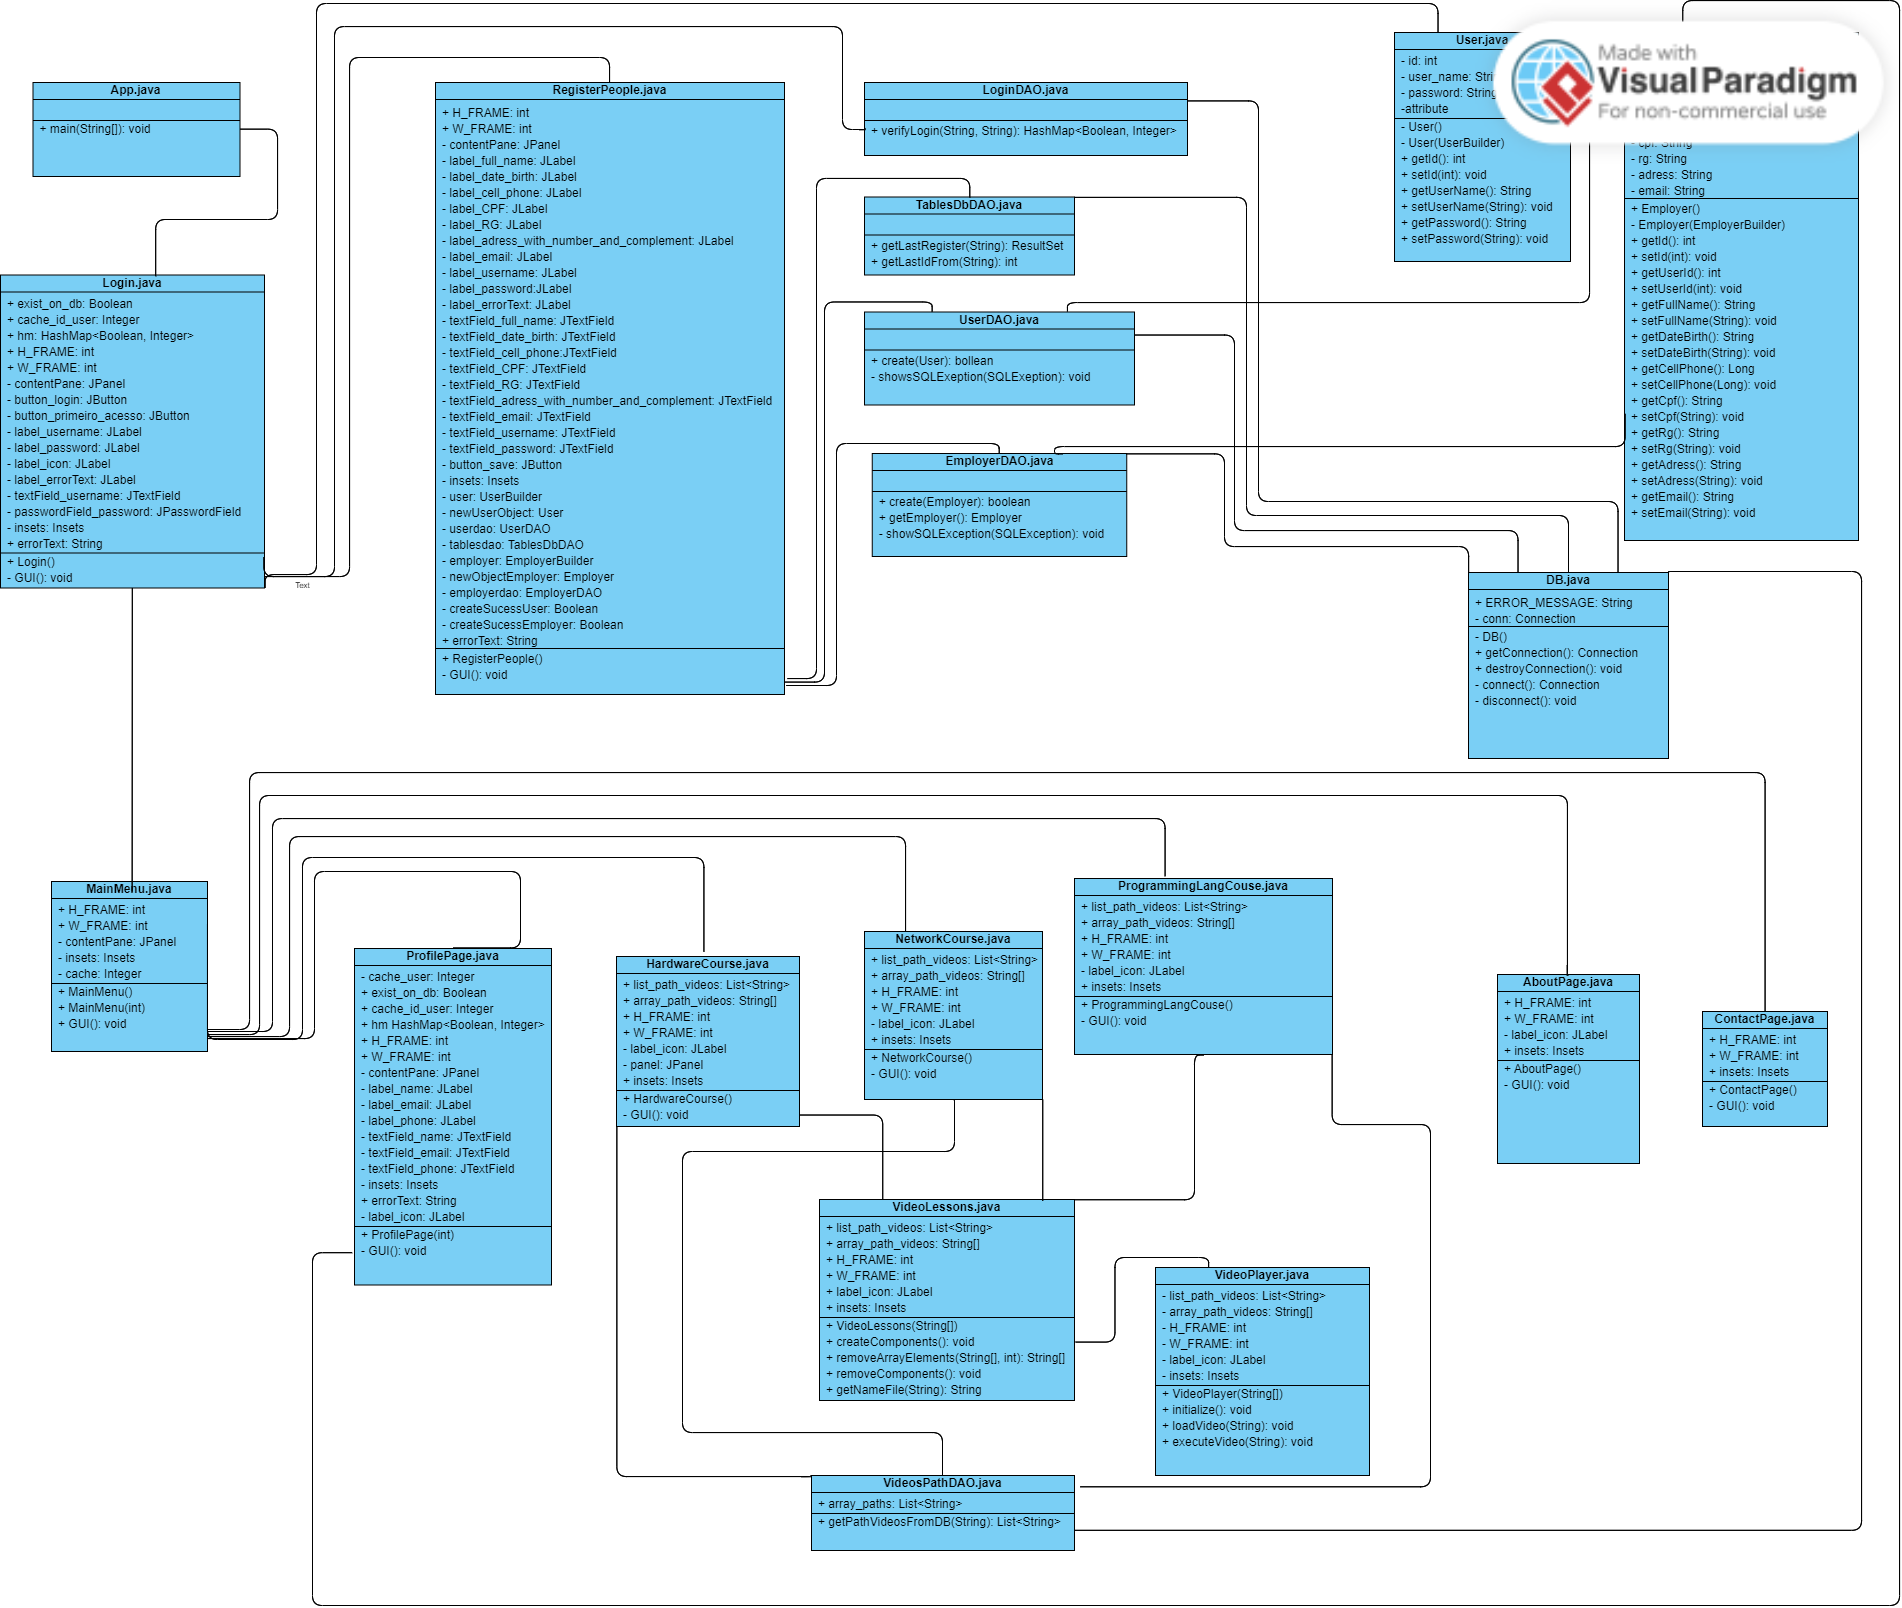 App.java
+ main(String[]): void
RegisterPeople.java
+ H_FRAME: int
+ W_FRAME: int
- contentPane: JPanel
- label_full_name: JLabel
- label_date_birth: JLabel
- label_cell_phone: JLabel
- label_CPF: JLabel
- label_RG: JLabel
- label_adress_with_number_and_complement: JLabel
- label_email: JLabel
- label_username: JLabel
- label_password:JLabel
- label_errorText: JLabel
- textField_full_name: JTextField
- textField_date_birth: JTextField
- textField_cell_phone:JTextField
- textField_CPF: JTextField
- textField_RG: JTextField
- textField_adress_with_number_and_complement: JTextField
- textField_email: JTextField
- textField_username: JTextField
- textField_password: JTextField
- button_save: JButton
- insets: Insets
- user: UserBuilder
- newUserObject: User
- userdao: UserDAO
- tablesdao: TablesDbDAO
- employer: EmployerBuilder
- newObjectEmployer: Employer
- employerdao: EmployerDAO
- createSucessUser: Boolean
- createSucessEmployer: Boolean
+ errorText: String
+ RegisterPeople()
- GUI(): void
LoginDAO.java
+ verifyLogin(String, String): HashMap<Boolean, Integer>
TablesDbDAO.java
+ getLastRegister(String): ResultSet
+ getLastIdFrom(String): int
UserDAO.java
+ create(User): bollean
- showsSQLExeption(SQLExeption): void
EmployerDAO.java
+ create(Employer): boolean
+ getEmployer(): Employer
- showSQLException(SQLException): void
User.java
- id: int
- user_name: Stri
- password: String
-attribute
- User()
- User(UserBuilder)
+ getId(): int
+ setId(int): void
+ getUserName(): String
+ setUserName(String): void
+ getPassword(): String
+ setPassword(String): void
Made with
Visual Paradigm
For non-commercial use
- cpf: String
- rg: String
- adress: String
- email: String
+ Employer()
- Employer(EmployerBuilder)
+ getId(): int
+ setId(int): void
+ getUserId(): int
+ setUserId(int): void
+ getFullName(): String
+ setFullName(String): void
+ getDateBirth(): String
+ setDateBirth(String): void
+ getCellPhone(): Long
+ setCellPhone(Long): void
+ getCpf(): String
+ setCpf(String): void
+ getRg(): String
+ setRg(String): void
+ getAdress(): String
+ setAdress(String): void
+ getEmail(): String
+ setEmail(String): void
Login.java
+ exist_on_db: Boolean
+ cache_id_user: Integer
+ hm: HashMap<Boolean, Integer>
+ H_FRAME: int
+ W_FRAME: int
- contentPane: JPanel
- button_login: JButton
- button_primeiro_acesso: JButton
- label_username: JLabel
- label_password: JLabel
- label_icon: JLabel
- label_errorText: JLabel
- textField_username: JTextField
- passwordField_password: JPasswordField
- insets: Insets
+ errorText: String
+ Login()
- GUI(): void
Text
DB.java
+ ERROR_MESSAGE: String
- conn: Connection
- DB()
+ getConnection(): Connection
+ destroyConnection(): void
- connect(): Connection
- disconnect(): void
MainMenu.java
+ H_FRAME: int
+ W_FRAME: int
- contentPane: JPanel
- insets: Insets
- cache: Integer
+ MainMenu()
+ MainMenu(int)
+ GUI(): void
ProfilePage.java
- cache_user: Integer
+ exist_on_db: Boolean
+ cache_id_user: Integer
+ hm HashMap<Boolean, Integer>
+ H_FRAME: int
+ W_FRAME: int
- contentPane: JPanel
- label_name: JLabel
- label_email: JLabel
- label_phone: JLabel
- textField_name: JTextField
- textField_email: JTextField
- textField_phone: JTextField
- insets: Insets
+ errorText: String
- label_icon: JLabel
+ ProfilePage(int)
- GUI(): void
HardwareCourse.java
+ list_path_videos: List<String>
+ array_path_videos: String[]
+ H_FRAME: int
+ W_FRAME: int
- label_icon: JLabel
- panel: JPanel
+ insets: Insets
+ HardwareCourse()
- GUI(): void
NetworkCourse.java
+ list_path_videos: List<String>
+ array_path_videos: String[]
+ H_FRAME: int
+ W_FRAME: int
- label_icon: JLabel
+ insets: Insets
+ NetworkCourse()
- GUI(): void
ProgrammingLangCouse.java
+ list_path_videos: List<String>
+ array_path_videos: String[]
+ H_FRAME: int
+ W_FRAME: int
- label_icon: JLabel
+ insets: Insets
+ ProgrammingLangCouse()
- GUI(): void
AboutPage.java
+ H_FRAME: int
+ W_FRAME: int
- label_icon: JLabel
+ insets: Insets
+ AboutPage()
- GUI(): void
ContactPage.java
+ H_FRAME: int
+ W_FRAME: int
+ insets: Insets
+ ContactPage()
- GUI(): void
VideoLessons.java
+ list_path_videos: List<String>
+ array_path_videos: String[]
+ H_FRAME: int
+ W_FRAME: int
+ label_icon: JLabel
+ insets: Insets
+ VideoLessons(String[])
+ createComponents(): void
+ removeArrayElements(String[], int): String[]
+ removeComponents(): void
+ getNameFile(String): String
VideoPlayer.java
- list_path_videos: List<String>
- array_path_videos: String[]
- H_FRAME: int
- W_FRAME: int
- label_icon: JLabel
- insets: Insets
+ VideoPlayer(String[])
+ initialize(): void
+ loadVideo(String): void
+ executeVideo(String): void
VideosPathDAO.java
+ array_paths: List<String>
+ getPathVideosFromDB(String): List<String>